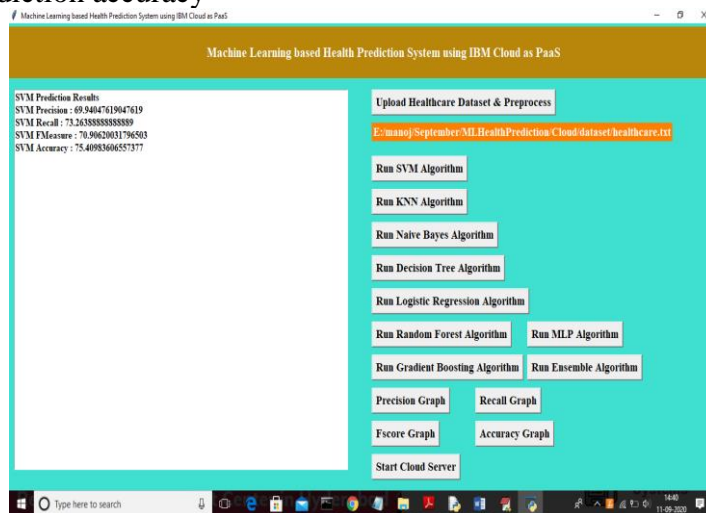 diction accuracy
Machine Learning based Health Prediction System using IBM Cloud as PaaS
Machine Learning based Health Prediction System using IBM Cloud as PaaS
SVM Prediction Results
SVM Precision : 69.94047619047619
SVM Recall : 73.26388888888889
SVM FMeasure : 70.90620031796503
SVM Accuracy : 75.40983606557377
Upload Healthcare Dataset & Preprocess
E:/manoj/September/MLHealthPrediction/Cloud/dataset/healthcare.txt
Run SVM Algorithm
Run KNN Algorithm
Run Naive Bayes Algorithm
Run Decision Tree Algorithm
Run Logistic Regression Algorithm
Run Random Forest Algorithm Run MLP Algorithm
Run Gradient Boosting Algorithm Run Ensemble Algorithm
Precision Graph Recall Graph
Fscore Graph Accuracy Graph
Start Cloud Server
Type here to search
14:40
11-09-2020